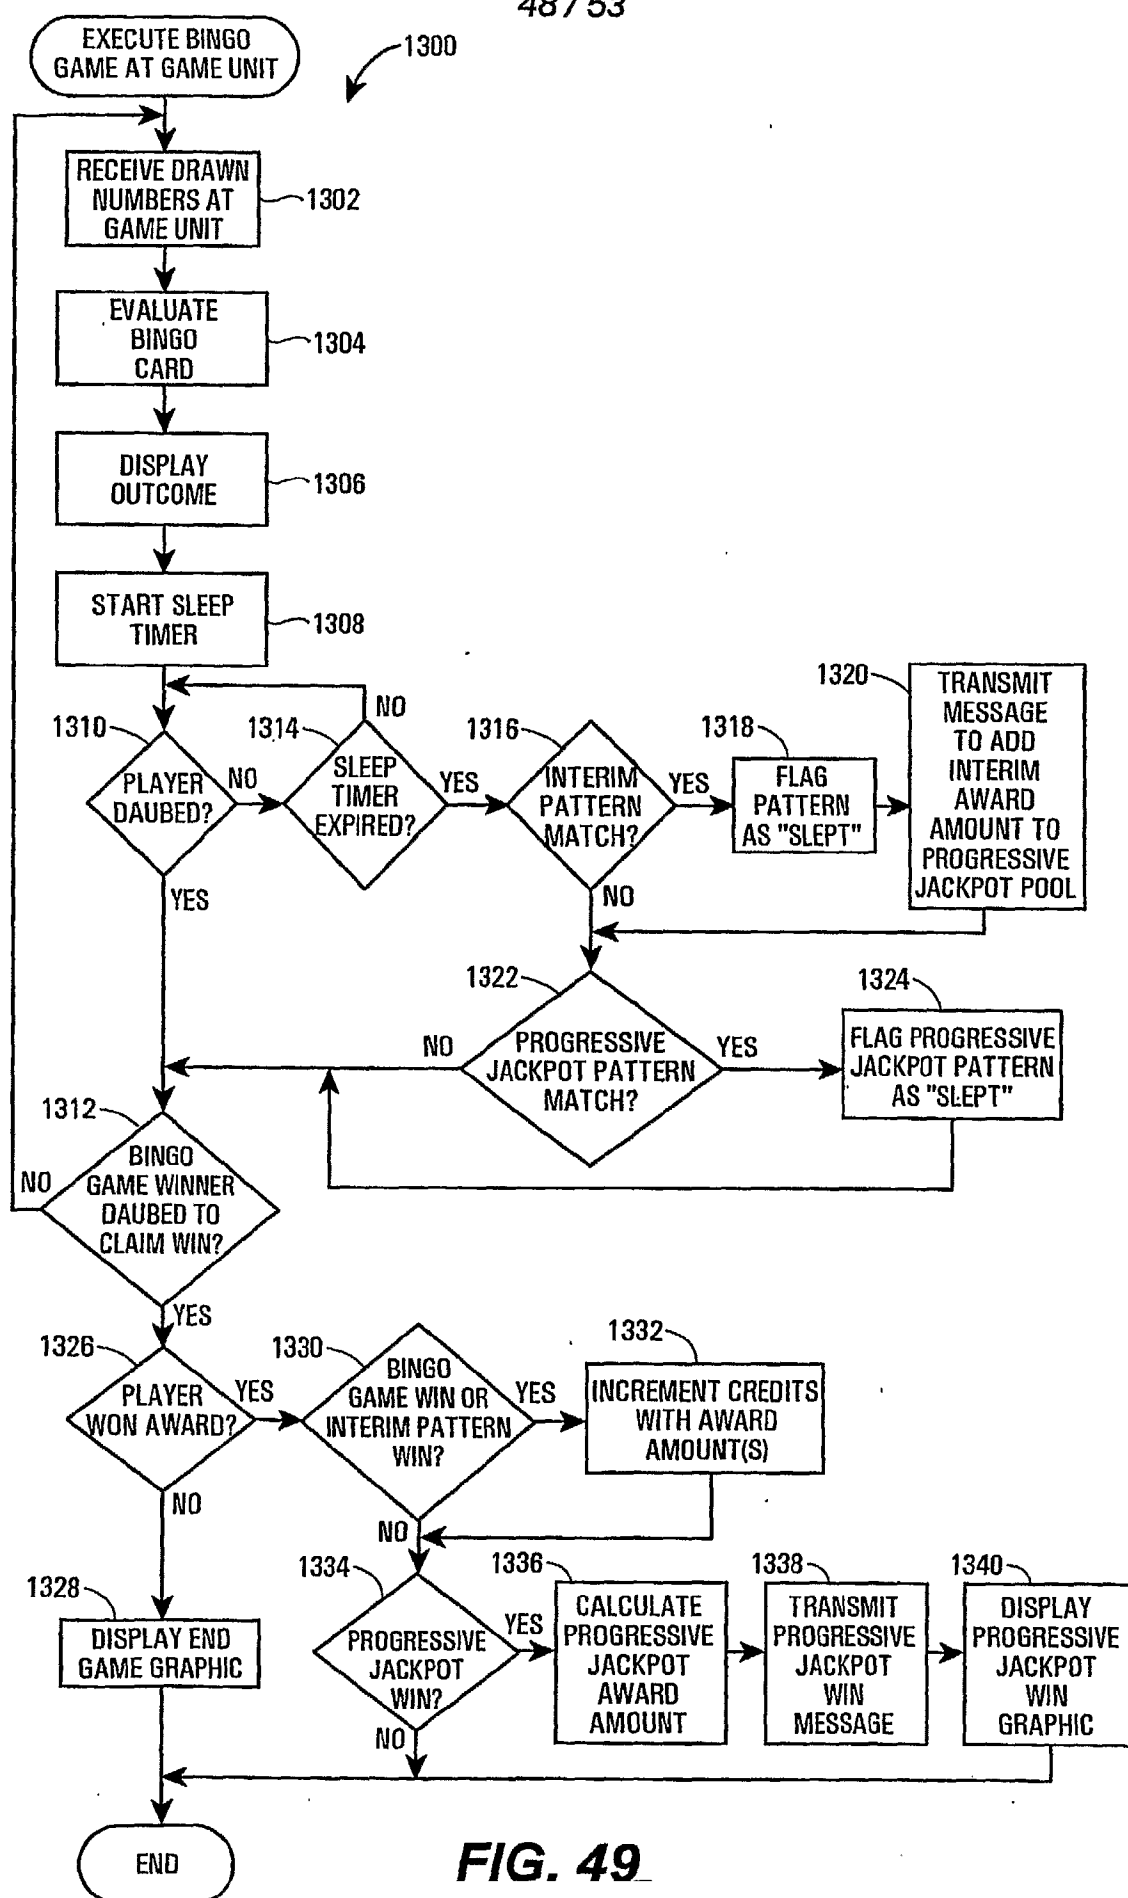 48 / 53
EXECUTE BINGO
GAME AT GAME UNIT
1300
RECEIVE DRAWN
NUMBERS AT
GAME UNIT
1302
EVALUATE
BINGO
CARD
1304
DISPLAY
OUTCOME
1306
START SLEEP
TIMER
1308
1310
PLAYER
DAUBED?
NO
YES
1314
SLEEP
TIMER
EXPIRED?
NO
YES
1316
INTERIM
PATTERN
MATCH?
YES
NO
1318
FLAG
PATTERN
AS "SLEPT"
1320
TRANSMIT
MESSAGE
TO ADD
INTERIM
AWARD
AMOUNT TO
PROGRESSIVE
JACKPOT POOL
1322
PROGRESSIVE
JACKPOT PATTERN
MATCH?
NO
YES
1324
FLAG PROGRESSIVE
JACKPOT PATTERN
AS "SLEPT"
1312
BINGO
GAME WINNER
DAUBED TO
CLAIM WIN?
NO
YES
1326
PLAYER
WON AWARD?
YES
NO
1330
BINGO
GAME WIN OR
INTERIM PATTERN
WIN?
YES
NO
1332
INCREMENT CREDITS
WITH AWARD
AMOUNT(S)
1328
DISPLAY END
GAME GRAPHIC
1334
PROGRESSIVE
JACKPOT
WIN?
YES
NO
1336
CALCULATE
PROGRESSIVE
JACKPOT
AWARD
AMOUNT
1338
TRANSMIT
PROGRESSIVE
JACKPOT
WIN
MESSAGE
1340
DISPLAY
PROGRESSIVE
JACKPOT
WIN
GRAPHIC
END
FIG. 49